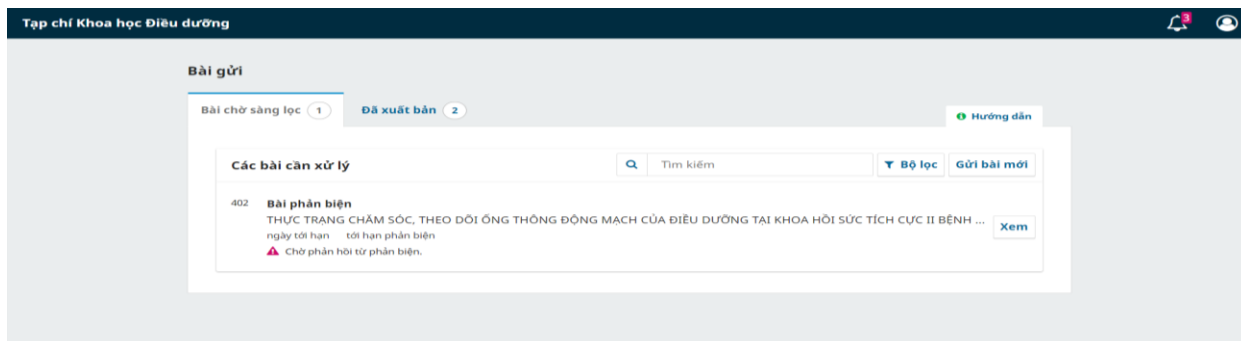 Tạp chí Khoa học Điều dưỡng
3
Bài gửi
Bài chờ sàng lọc 1 Đã xuất bản 2
Hướng dẫn
Các bài cần xử lý Tìm kiếm Bộ lọc Gửi bài mới
402 Bài phản biện
THỰC TRẠNG CHĂM SÓC, THEO DÕI ỐNG THÔNG ĐỘNG MẠCH CỦA ĐIỀU DƯỠNG TẠI KHOA HỒI SỨC TÍCH CỰC II BỆNH ... Xem
ngày tới hạn tới hạn phản biện
Chờ phản hồi từ phản biện.